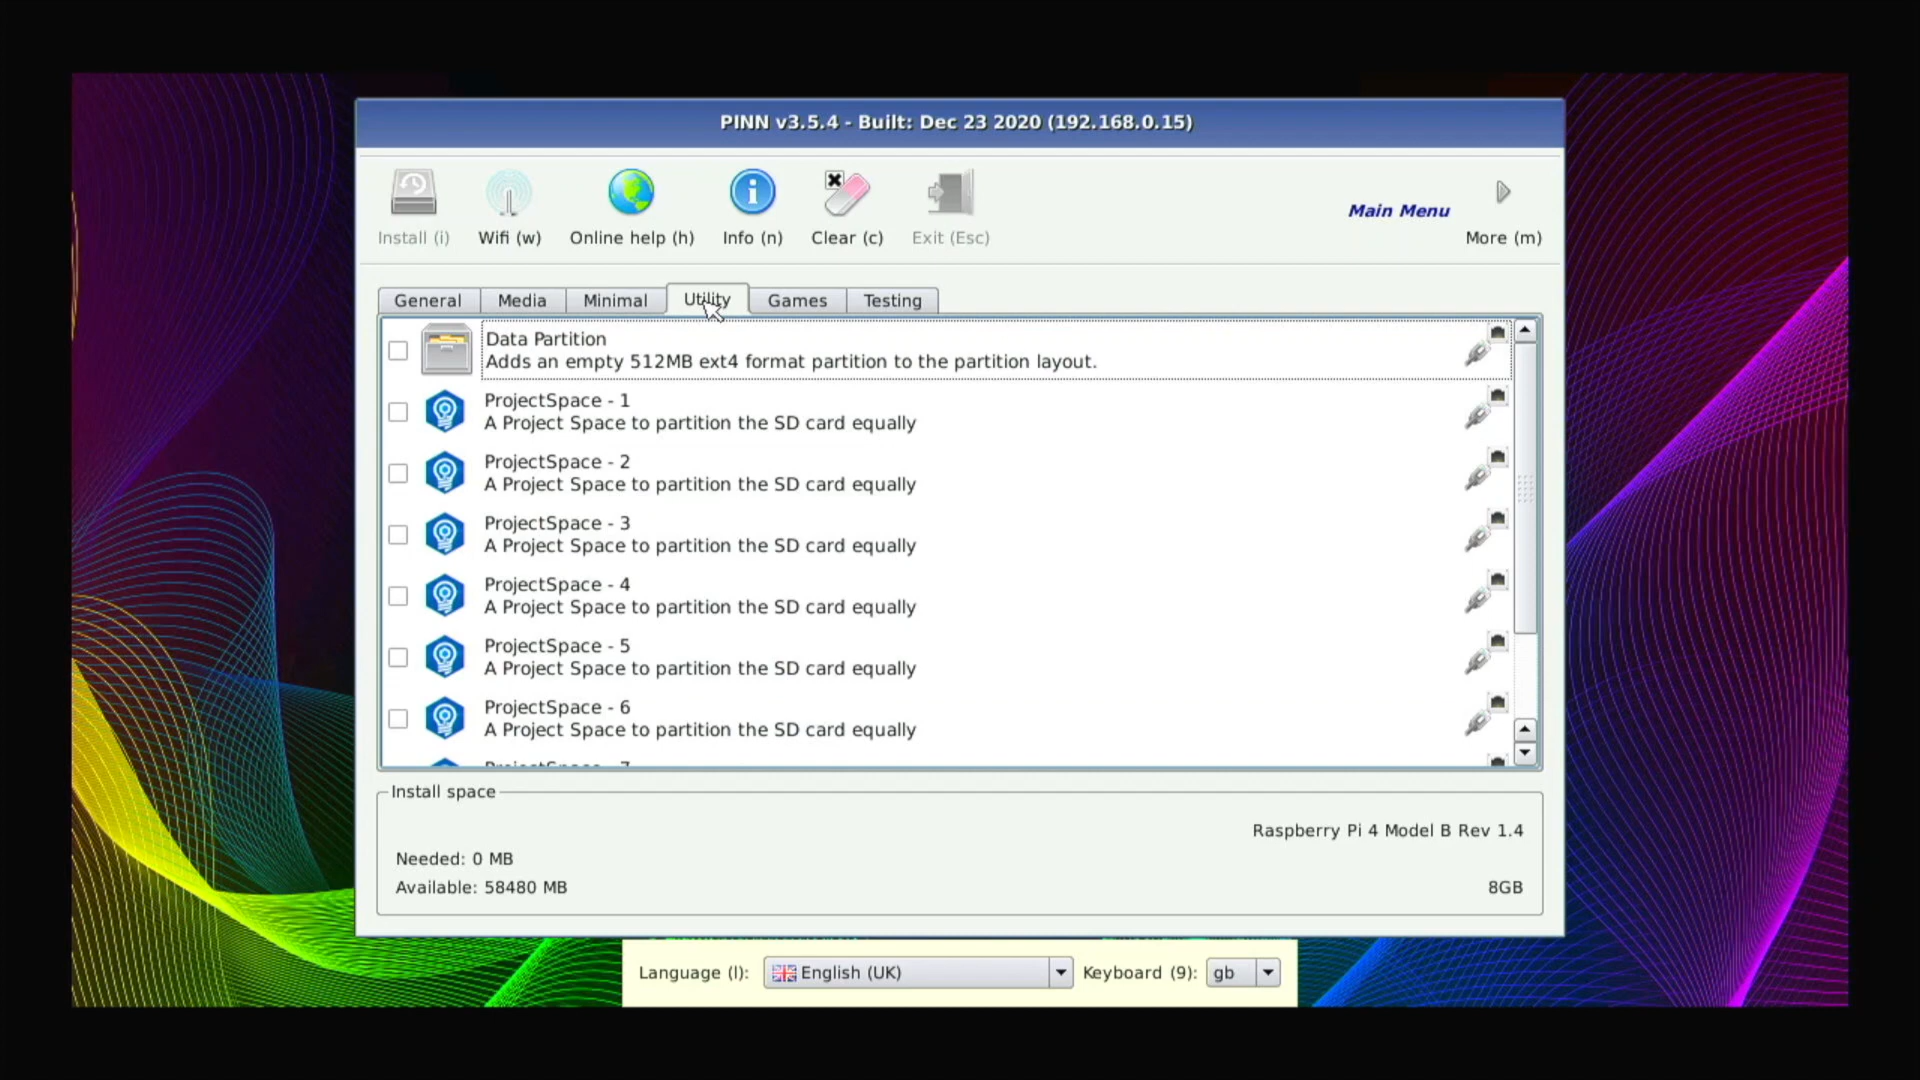 PINN v3.5.4 - Built: Dec 23 2020 (192.168.0.15)
Install (i)
Wifi (w)
Online help (h)
Info (n)
Clear (c)
Exit (Esc)
Main Menu
More (m)
General
Media
Minimal
Utility
Games
Testing
Data Partition
Adds an empty 512MB ext4 format partition to the partition layout.
ProjectSpace - 1
A Project Space to partition the SD card equally
ProjectSpace - 2
A Project Space to partition the SD card equally
ProjectSpace - 3
A Project Space to partition the SD card equally
ProjectSpace - 4
A Project Space to partition the SD card equally
ProjectSpace - 5
A Project Space to partition the SD card equally
ProjectSpace - 6
A Project Space to partition the SD card equally
ProjectSpace - 7
Install space
Raspberry Pi 4 Model B Rev 1.4
Needed: 0 MB
Available: 58480 MB
8GB
Language (l):
English (UK)
Keyboard (9):
gb